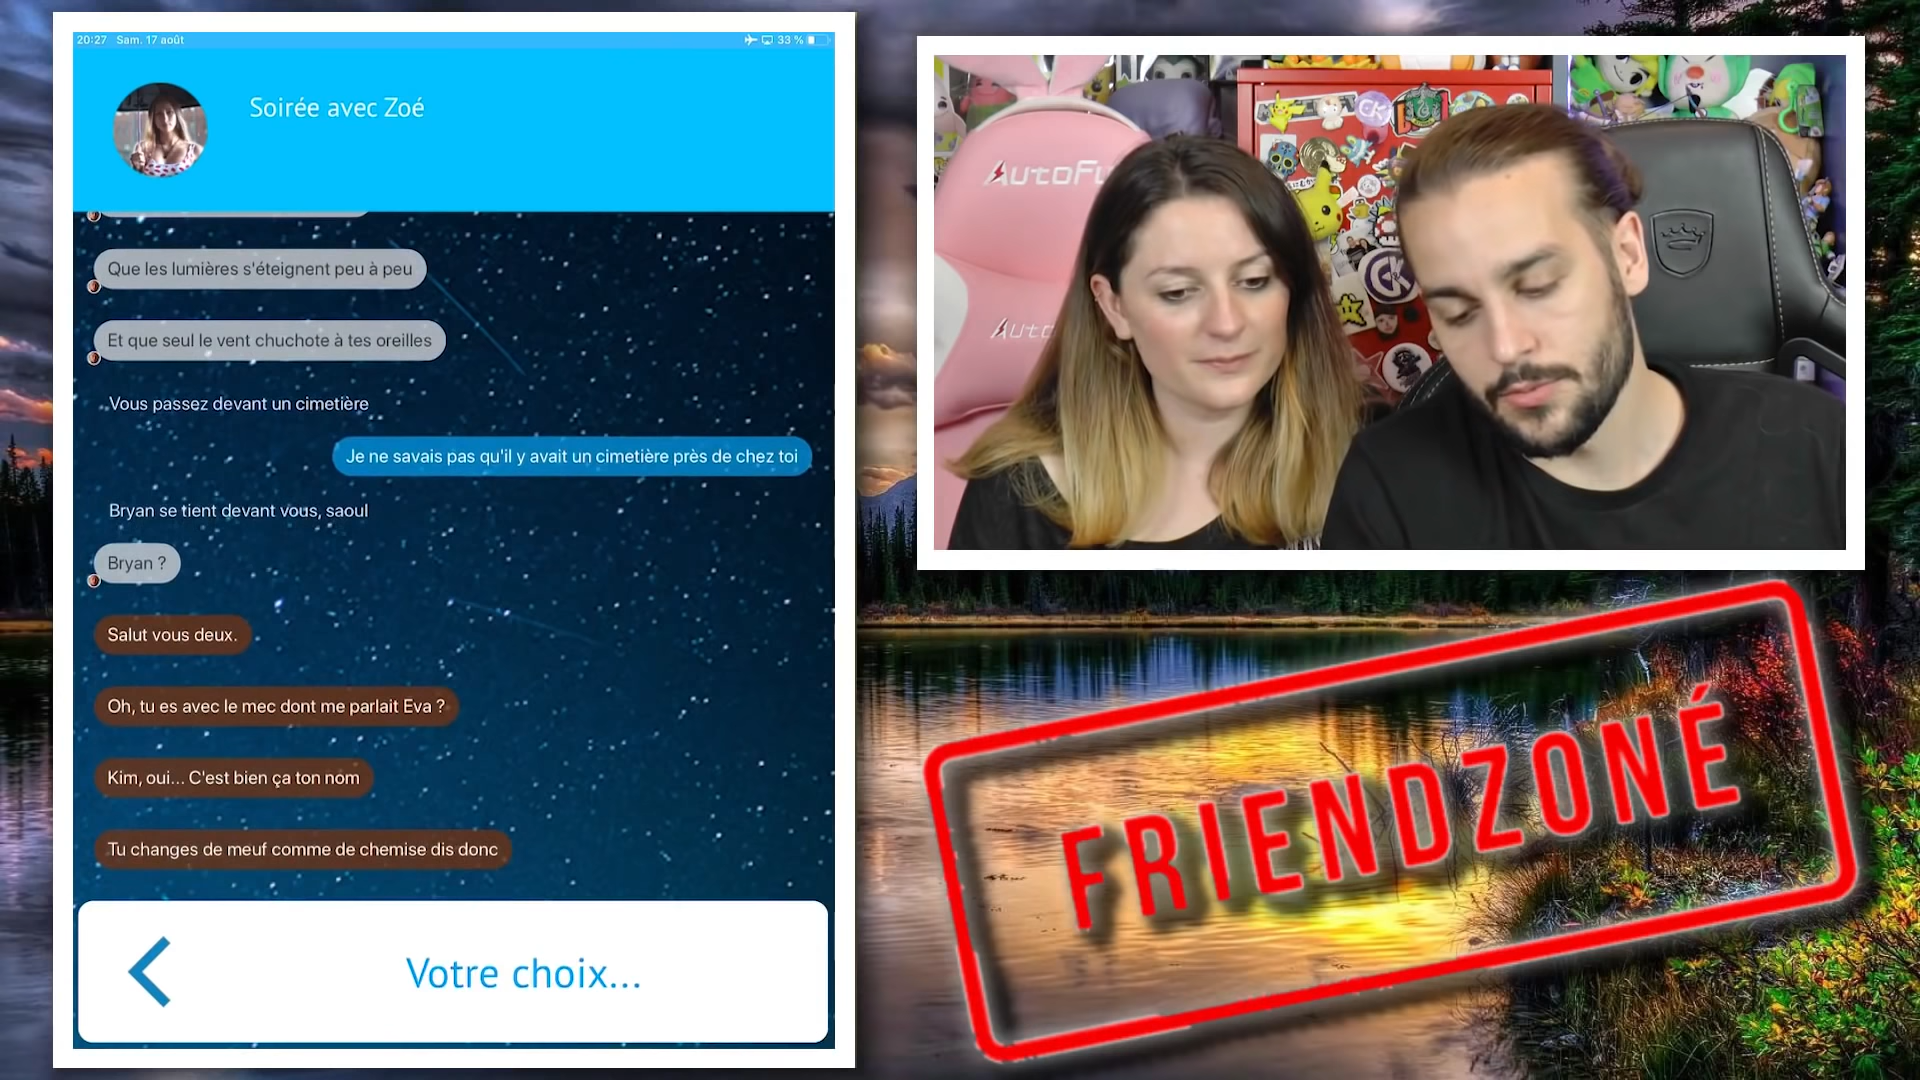 20:27 Sam. 17 août
33 %
Soirée avec Zoé
Que les lumières s'éteignent peu à peu
Et que seul le vent chuchote à tes oreilles
Vous passez devant un cimetière
Je ne savais pas qu'il y avait un cimetière près de chez toi
Bryan se tient devant vous, saoul
Bryan ?
Salut vous deux.
Oh, tu es avec le mec dont me parlait Eva ?
Kim, oui... C'est bien ça ton nom
Tu changes de meuf comme de chemise dis donc
Votre choix...
CK
CK
FRIENDZONÉ